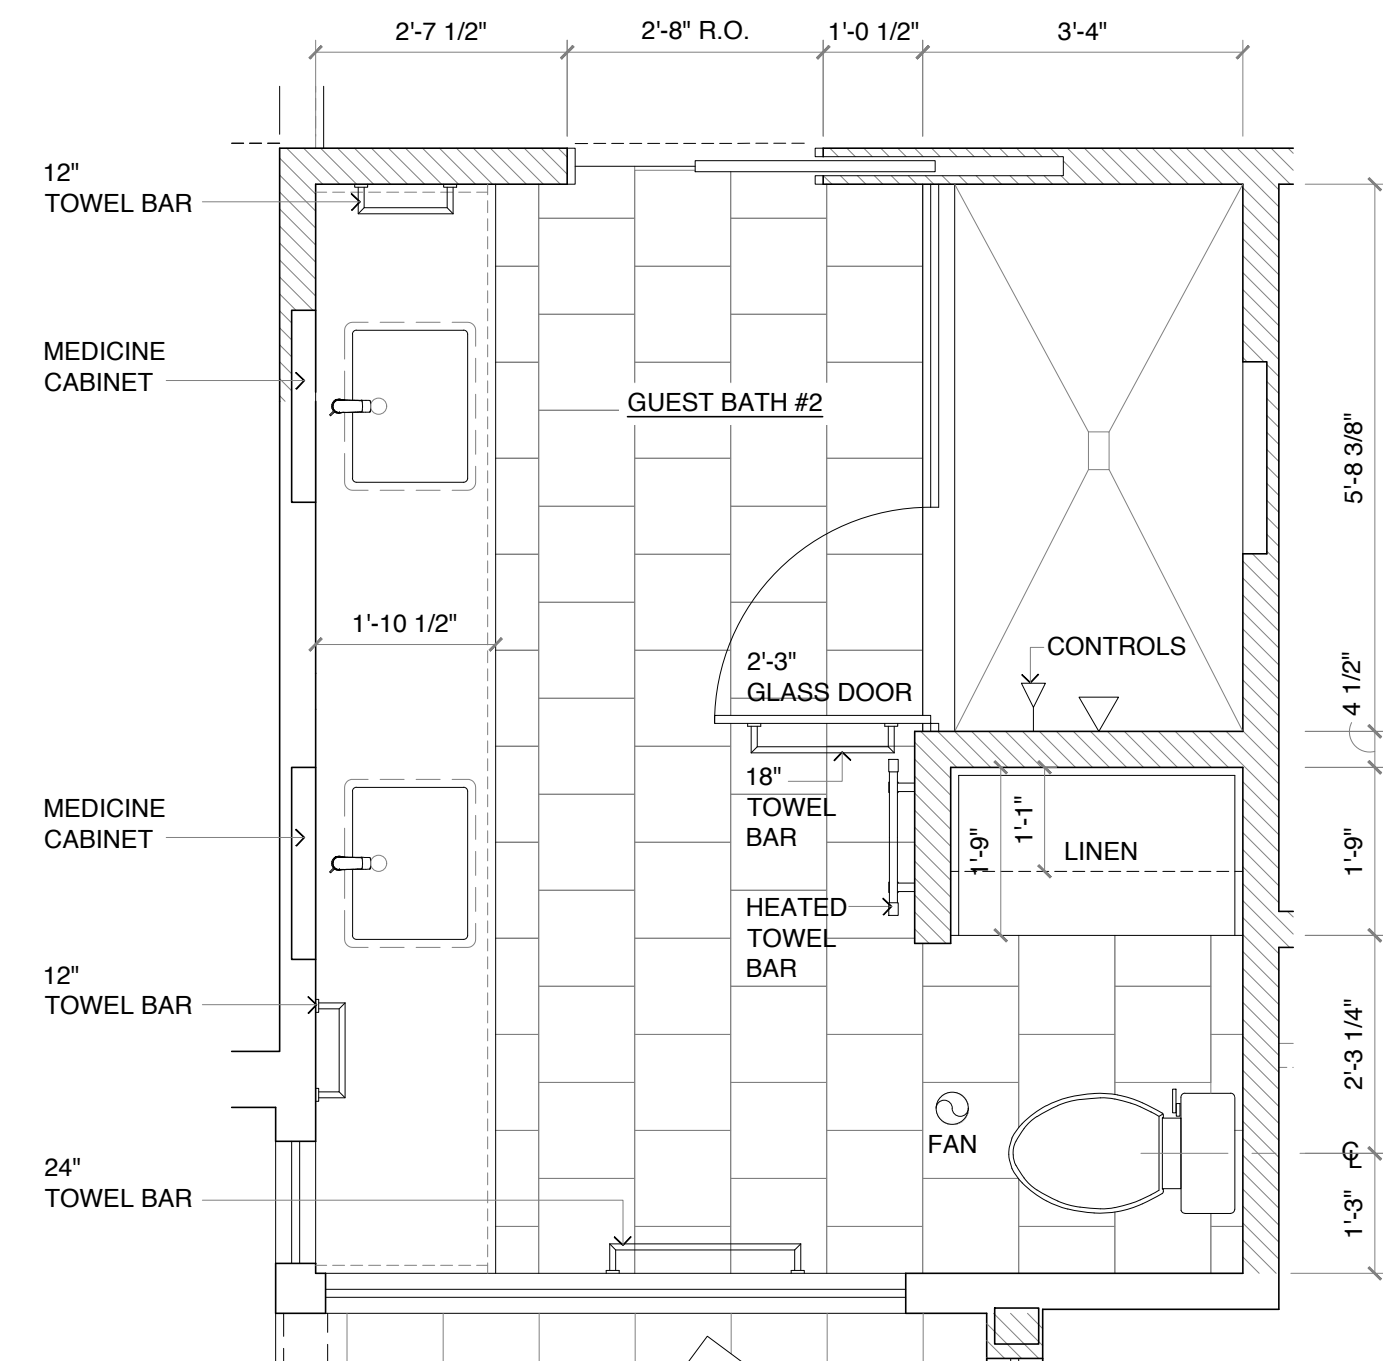 2'-7 1/2"
2'-8" R.O.
1'-0 1/2"
3'-4"
12"
TOWEL BAR
MEDICINE
CABINET
GUEST BATH #2
5'-8 3/8"
1'-10 1/2"
2'-3"
GLASS DOOR
CONTROLS
4 1/2"
18"
TOWEL
BAR
1'-9"
1'-1"
LINEN
1'-9"
MEDICINE
CABINET
HEATED
TOWEL
BAR
12"
TOWEL BAR
2'-3 1/4"
FAN
CL
24"
TOWEL BAR
1'-3"